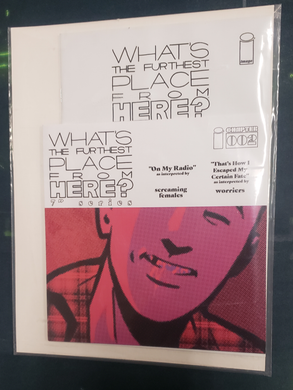 WHAT'S
THE FURTHEST
PLACE
FROM
HERE?
image
WHAT'S
THE FURTHEST
PLACE
FROM
HERE?
7" series
002
"On My Radio"
as interpreted by
screaming
females
"That's How I
Escaped My
Certain Fate"
as interpreted by
worriers